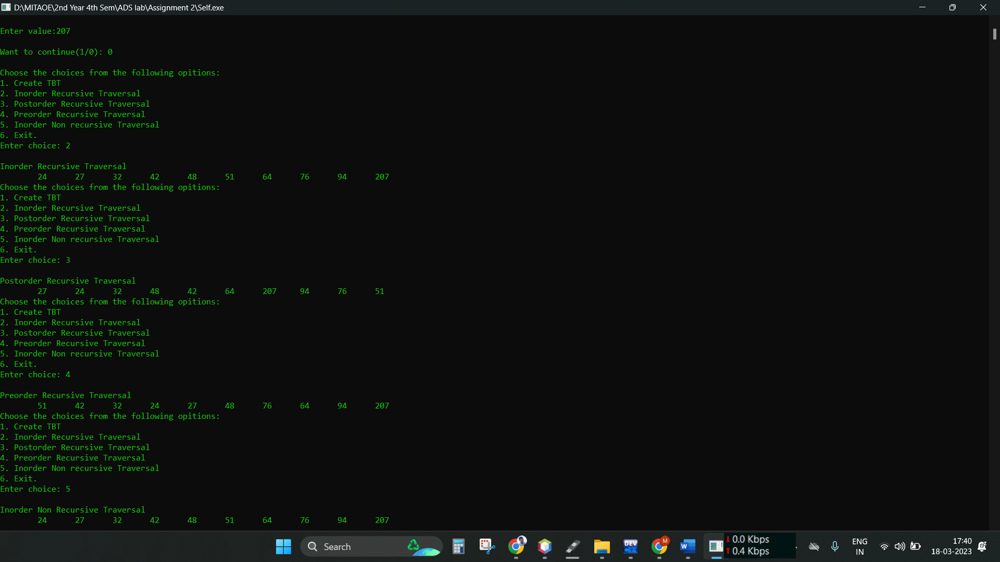 D:\MITAOE\2nd Year 4th Sem\ADS lab\Assignment 2\Self.exe
Enter value:207
Want to continue(1/0): 0
Choose the choices from the following opitions:
1. Create TBT
2. Inorder Recursive Traversal
3. Postorder Recursive Traversal
4. Preorder Recursive Traversal
5. Inorder Non recursive Traversal
6. Exit.
Enter choice: 2
Inorder Recursive Traversal
24 27 32 42 48 51 64 76 94 207
Choose the choices from the following opitions:
1. Create TBT
2. Inorder Recursive Traversal
3. Postorder Recursive Traversal
4. Preorder Recursive Traversal
5. Inorder Non recursive Traversal
6. Exit.
Enter choice: 3
Postorder Recursive Traversal
27 24 32 48 42 64 207 94 76 51
Choose the choices from the following opitions:
1. Create TBT
2. Inorder Recursive Traversal
3. Postorder Recursive Traversal
4. Preorder Recursive Traversal
5. Inorder Non recursive Traversal
6. Exit.
Enter choice: 4
Preorder Recursive Traversal
51 42 32 24 27 48 76 64 94 207
Choose the choices from the following opitions:
1. Create TBT
2. Inorder Recursive Traversal
3. Postorder Recursive Traversal
4. Preorder Recursive Traversal
5. Inorder Non recursive Traversal
6. Exit.
Enter choice: 5
Inorder Non Recursive Traversal
24 27 32 42 48 51 64 76 94 207
Search
DEV
M
W
0.0 Kbps
0.4 Kbps
ENG
IN
17:40
18-03-2023